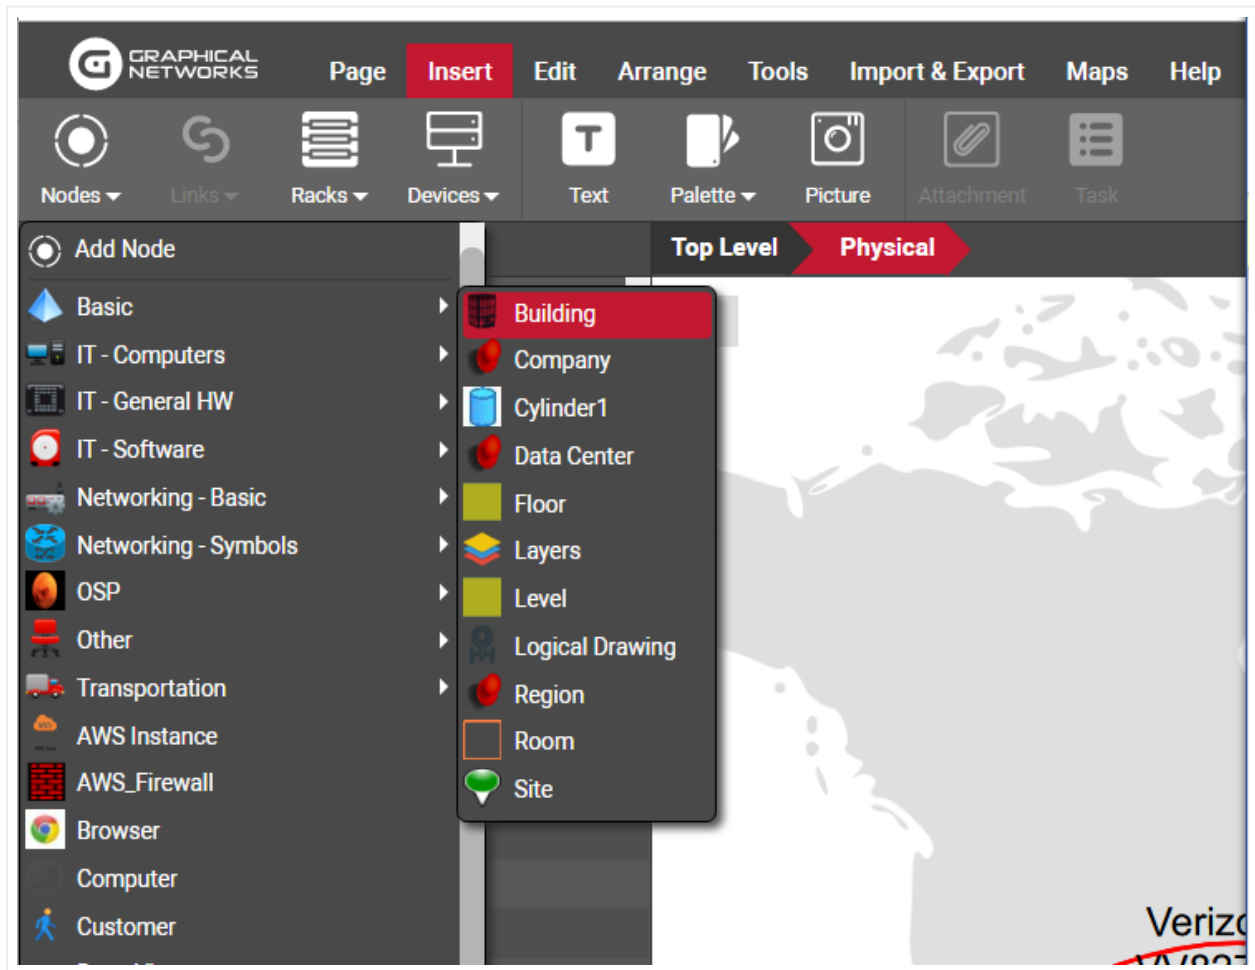 GRAPHICAL
NETWORKS
Page Insert Edit Arrange Tools Import & Export Maps Help
Nodes Links Racks Devices Text Palette Picture Attachment Task
Add Node
Top Level Physical
Basic
IT - Computers
IT - General HW
IT - Software
Networking - Basic
Networking - Symbols
OSP
Other
Transportation
AWS Instance
AWS_Firewall
Browser
Computer
Customer
Building
Company
Cylinder1
Data Center
Floor
Layers
Level
Logical Drawing
Region
Room
Site